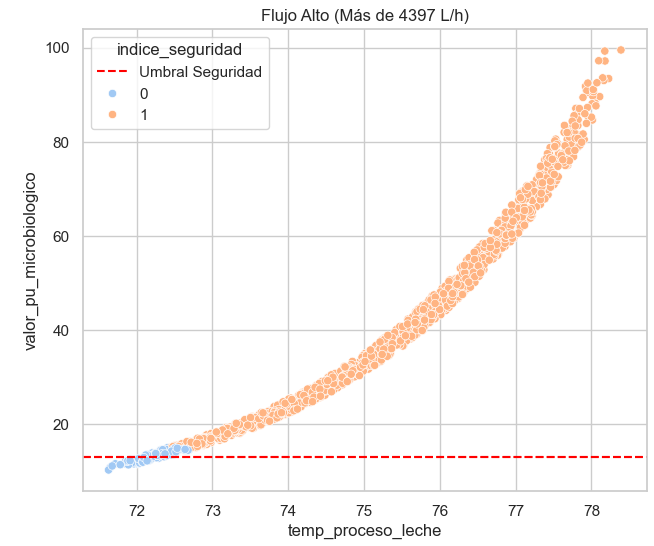 Flujo Alto (Más de 4397 L/h)
indice_seguridad
Umbral Seguridad
0
1
100
80
60
40
20
valor_pu_microbiologico
72 73 74 75 76 77 78
temp_proceso_leche